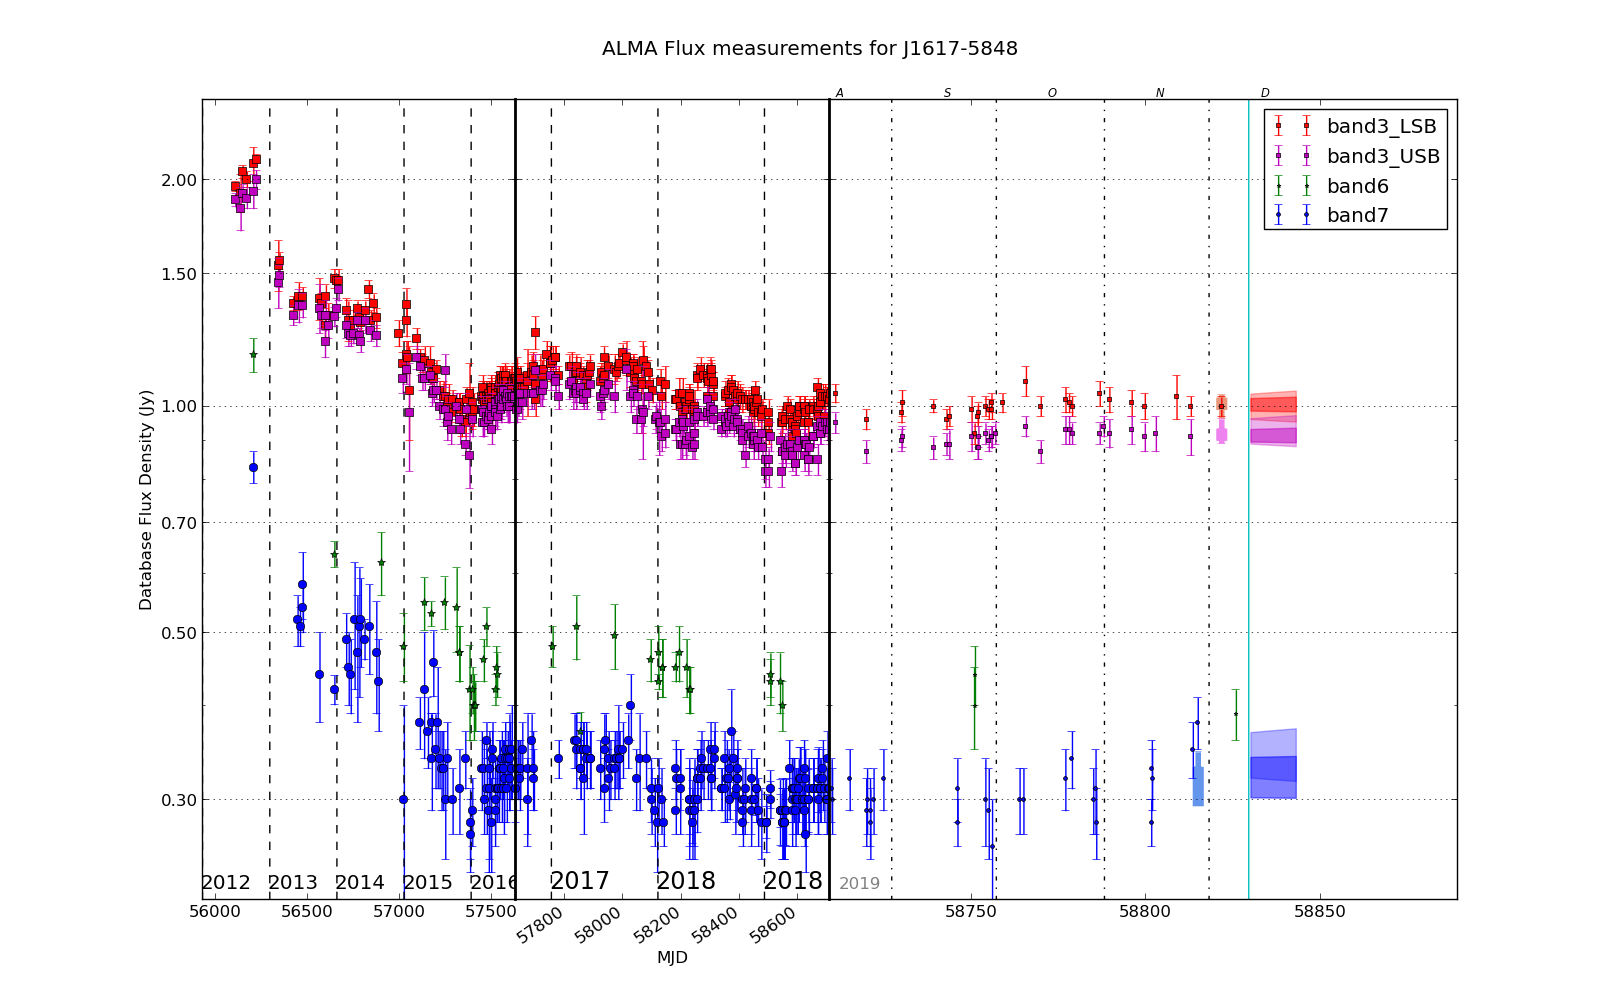 ALMA Flux measurements for J1617-5848
A S O N D
band3_LSB
band3_USB
band6
band7
2.00
1.50
1.00
0.70
0.50
0.30
Database Flux Density (Jy)
2012 2013 2014 2015 2016 2017 2018 2018 2019
56000 56500 57000 57500 57800 58000 58200 58400 58600 58750 58800 58850
MJD